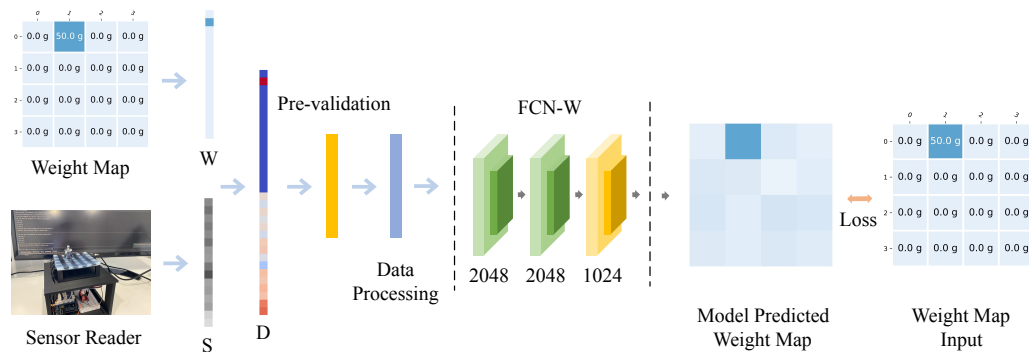 0 1 2 3
0 0.0 g 50.0 g 0.0 g 0.0 g
1 0.0 g 0.0 g 0.0 g 0.0 g
2 0.0 g 0.0 g 0.0 g 0.0 g
3 0.0 g 0.0 g 0.0 g 0.0 g
Weight Map
W
Sensor Reader
S
D
Pre-validation
Data
Processing
FCN-W
2048 2048 1024
Model Predicted
Weight Map
Loss
0 1 2 3
0 0.0 g 50.0 g 0.0 g 0.0 g
1 0.0 g 0.0 g 0.0 g 0.0 g
2 0.0 g 0.0 g 0.0 g 0.0 g
3 0.0 g 0.0 g 0.0 g 0.0 g
Weight Map
Input